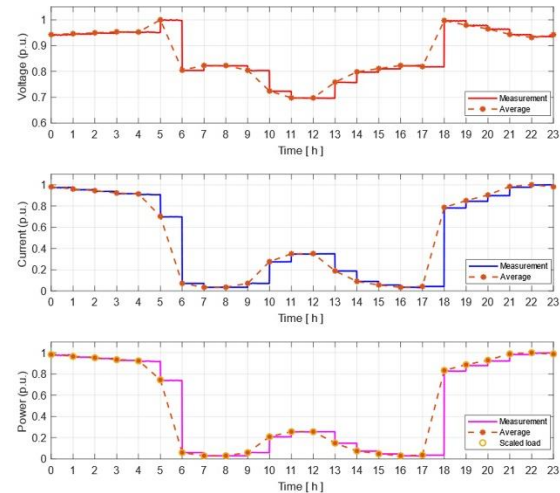 1
0.9
0.8
0.7
0.6
Voltage (p.u.)
Measurement
Average
0 1 2 3 4 5 6 7 8 9 10 11 12 13 14 15 16 17 18 19 20 21 22 23
Time [ h ]
1
0.8
0.6
0.4
0.2
0
Current (p.u.)
Measurement
Average
0 1 2 3 4 5 6 7 8 9 10 11 12 13 14 15 16 17 18 19 20 21 22 23
Time [ h ]
1
0.8
0.6
0.4
0.2
0
Power (p.u.)
Measurement
Average
Scaled load
0 1 2 3 4 5 6 7 8 9 10 11 12 13 14 15 16 17 18 19 20 21 22 23
Time [ h ]